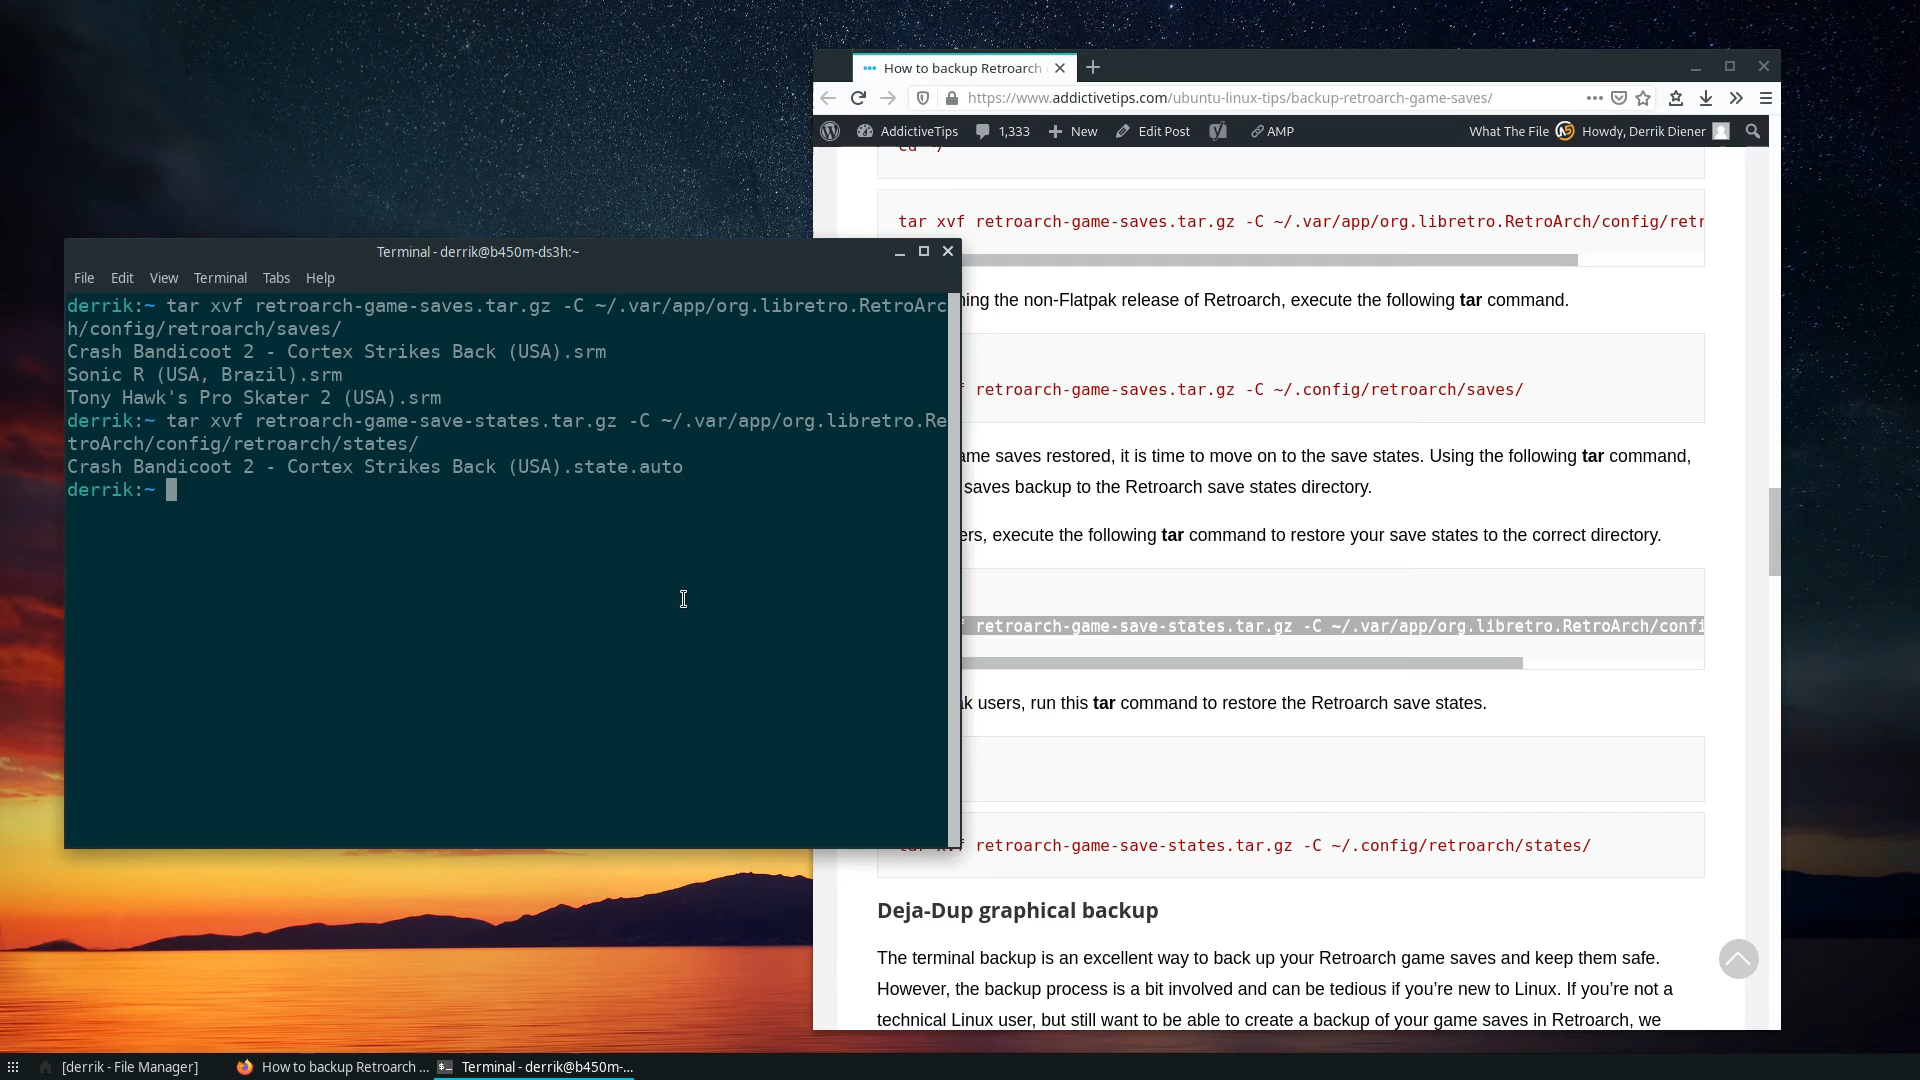 How to backup Retroarch
https://www.addictivetips.com/ubuntu-linux-tips/backup-retroarch-game-saves/
AddictiveTips 1,333 New Edit Post AMP What The File Howdy, Derrik Diener
tar xvf retroarch-game-saves.tar.gz -C ~/.var/app/org.libretro.RetroArch/config/retr
ning the non-Flatpak release of Retroarch, execute the following tar command.
retroarch-game-saves.tar.gz -C ~/.config/retroarch/saves/
ame saves restored, it is time to move on to the save states. Using the following tar command,
saves backup to the Retroarch save states directory.
ers, execute the following tar command to restore your save states to the correct directory.
retroarch-game-save-states.tar.gz -C ~/.var/app/org.libretro.RetroArch/confi
ak users, run this tar command to restore the Retroarch save states.
retroarch-game-save-states.tar.gz -C ~/.config/retroarch/states/
Deja-Dup graphical backup
The terminal backup is an excellent way to back up your Retroarch game saves and keep them safe.
However, the backup process is a bit involved and can be tedious if you’re new to Linux. If you’re not a
technical Linux user, but still want to be able to create a backup of your game saves in Retroarch, we
Terminal - derrik@b450m-ds3h:~
File Edit View Terminal Tabs Help
derrik:~ tar xvf retroarch-game-saves.tar.gz -C ~/.var/app/org.libretro.RetroArc
h/config/retroarch/saves/
Crash Bandicoot 2 - Cortex Strikes Back (USA).srm
Sonic R (USA, Brazil).srm
Tony Hawk's Pro Skater 2 (USA).srm
derrik:~ tar xvf retroarch-game-save-states.tar.gz -C ~/.var/app/org.libretro.Re
troArch/config/retroarch/states/
Crash Bandicoot 2 - Cortex Strikes Back (USA).state.auto
derrik:~
[derrik - File Manager] How to backup Retroarch ... Terminal - derrik@b450m-...